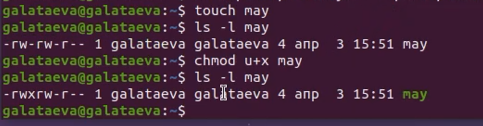 galataeva@galataeva:~$ touch may
galataeva@galataeva:~$ ls -l may
-rw-rw-r-- 1 galataeva galataeva 4 апр  3 15:51 may
galataeva@galataeva:~$ chmod u+x may
galataeva@galataeva:~$ ls -l may
-rwxrw-r-- 1 galataeva galataeva 4 апр  3 15:51 may
galataeva@galataeva:~$